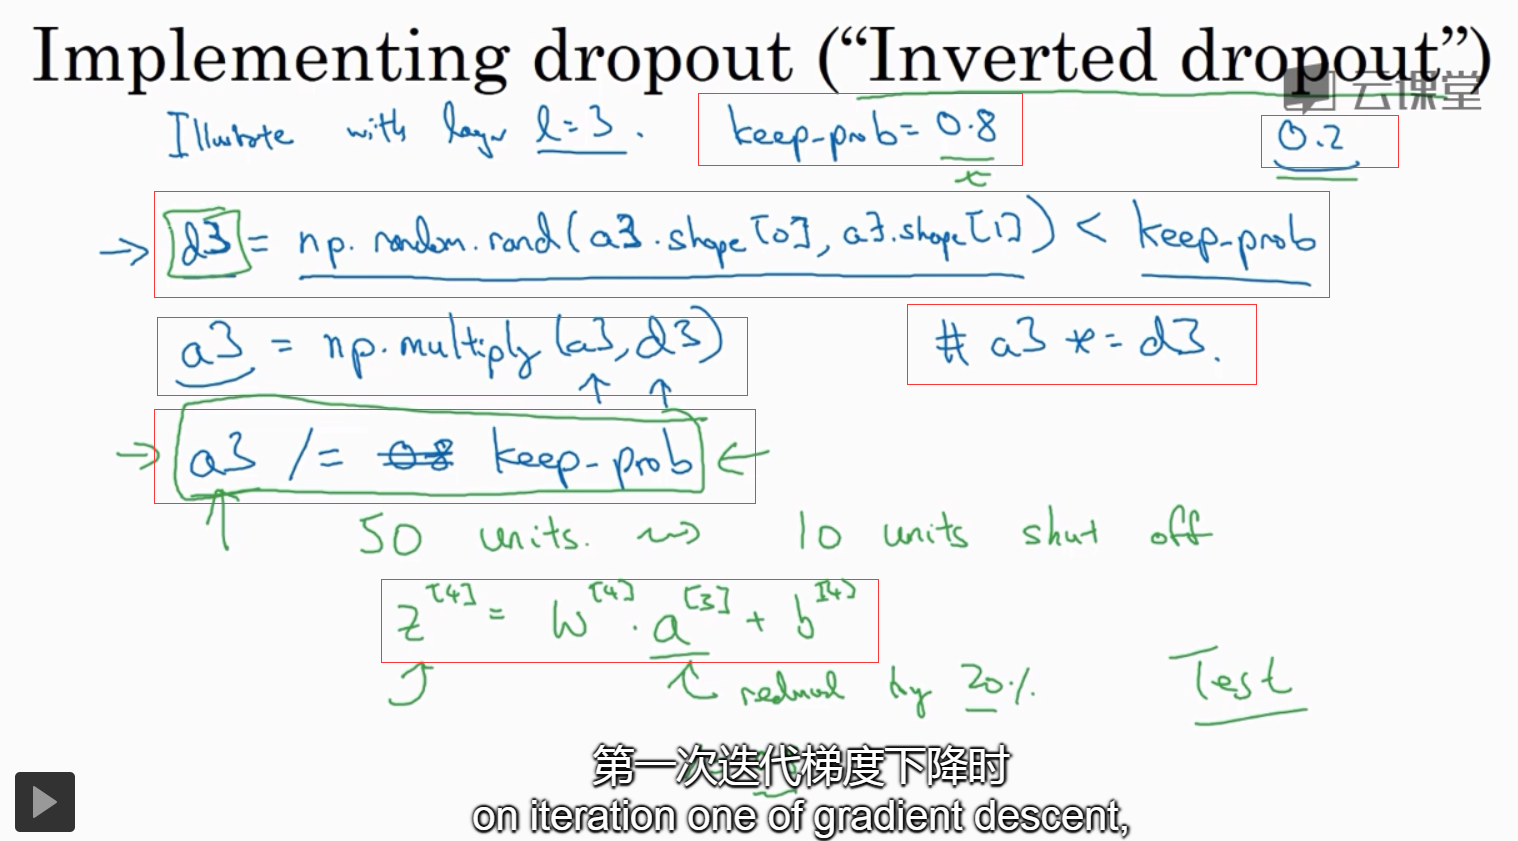 Implementing dropout (“Inverted dropout”)
云课堂
Illustrate with layer l=3. keep-prob= 0.8 0.2
x
→ d3 = np.random.rand(a3.shape[0], a3.shape[1]) < keep-prob
a3 = np.multiply(a3, d3) # a3 *= d3.
↑ ↑
→ a3 /= 0.8 keep-prob ←
↑ 50 units. ⇝ 10 units shut off
z^[4] = W^[4] · a^[3] + b^[4]
reduced by 20%. Test
第一次迭代梯度下降时
on iteration one of gradient descent,